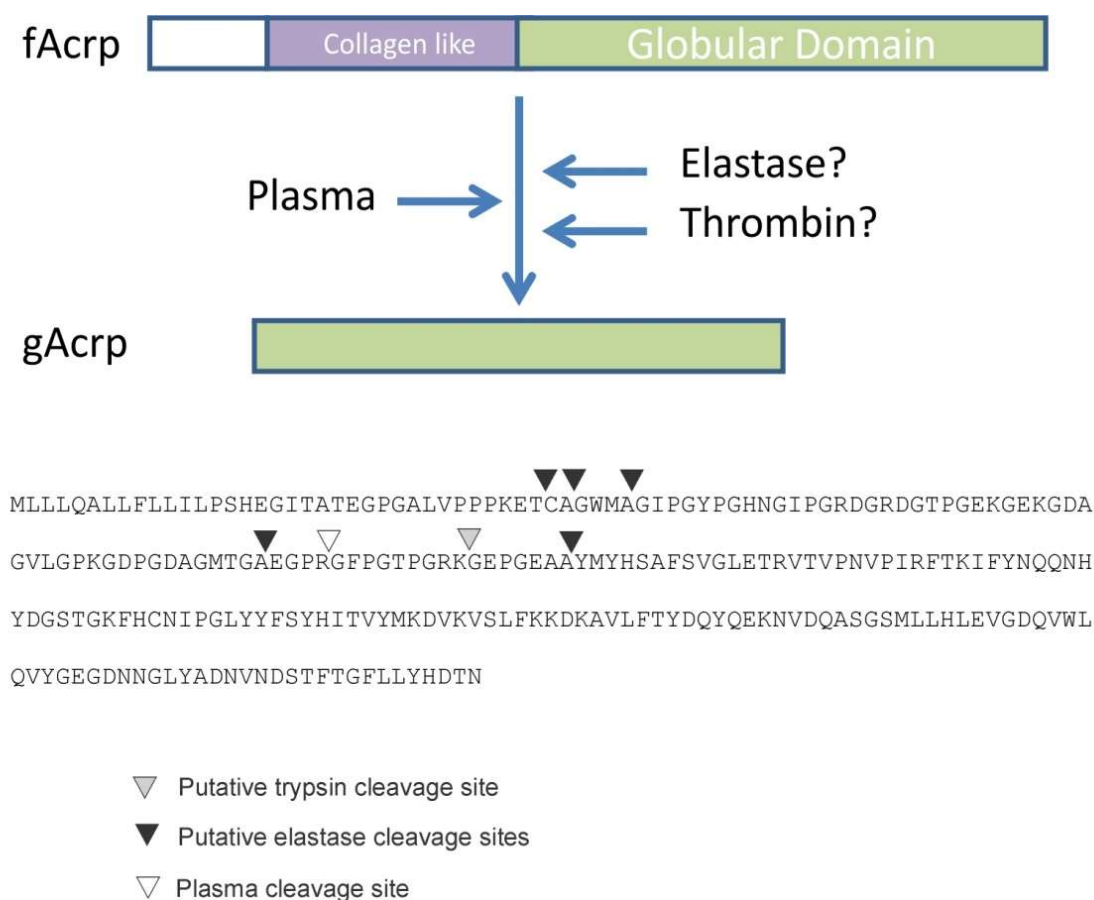 fAcrp
Collagen like
Globular Domain
Plasma
Elastase?
Thrombin?
gAcrp
MLLLQALLFLLILPSHEGITATEGPGALVPPPKETCAGWMAGIPGYPGHNGIPGRDGRDGTPGEKGEKGDA
GVLGPKGDPGDAGMTGAEGPRGFPGTPGRKGEPGEAAYMYHSAFSVGLETRVTVPNVPIRFTKIFYNQQNH
YDGSTGKFHCNIPGLYYFSYHITVYMKDVKVSLFKKDKAVLFTYDQYQEKNVDQASGSMLLHLEVGDQVWL
QVYGEGDNNGLYADNVNDSTFTGFLLYHDTN
Putative trypsin cleavage site
Putative elastase cleavage sites
Plasma cleavage site